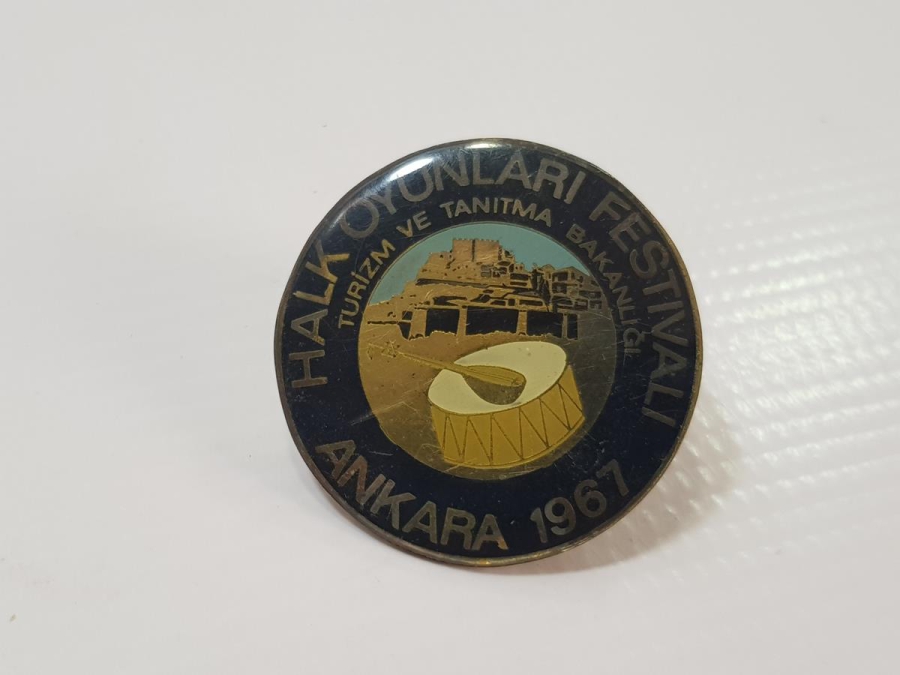 HALK OYUNLARI FESTİVALİ
TURİZM VE TANITMA BAKANLIĞI
ANKARA 1967